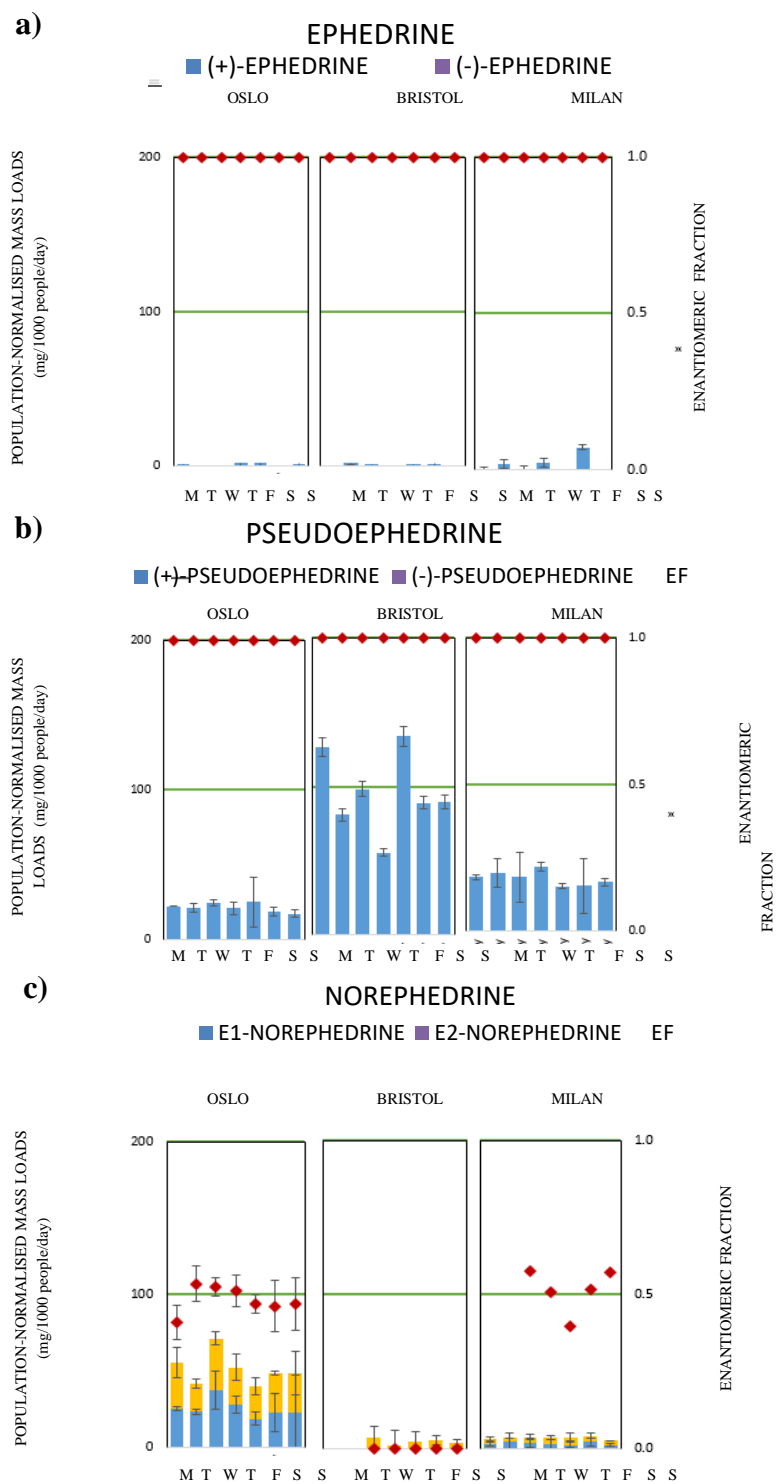 a)
EPHEDRINE
(+)-EPHEDRINE (-)-EPHEDRINE
OSLO BRISTOL MILAN
POPULATION-NORMALISED MASS LOADS
(mg/1000 people/day)
200 1.0
100 0.5
0 0.0
ENANTIOMERIC FRACTION
M T W T F S S M T W T F S S M T W T F S S
b)
PSEUDOEPHEDRINE
(+)-PSEUDOEPHEDRINE (-)-PSEUDOEPHEDRINE EF
OSLO BRISTOL MILAN
POPULATION-NORMALISED MASS
LOADS (mg/1000 people/day)
200 1.0
100 0.5
0 0.0
ENANTIOMERIC
FRACTION
M T W T F S S M T W T F S S M T W T F S S
c)
NOREPHEDRINE
E1-NOREPHEDRINE E2-NOREPHEDRINE EF
OSLO BRISTOL MILAN
POPULATION-NORMALISED MASS LOADS
(mg/1000 people/day)
200 1.0
100 0.5
0 0.0
ENANTIOMERIC FRACTION
M T W T F S S M T W T F S S M T W T F S S